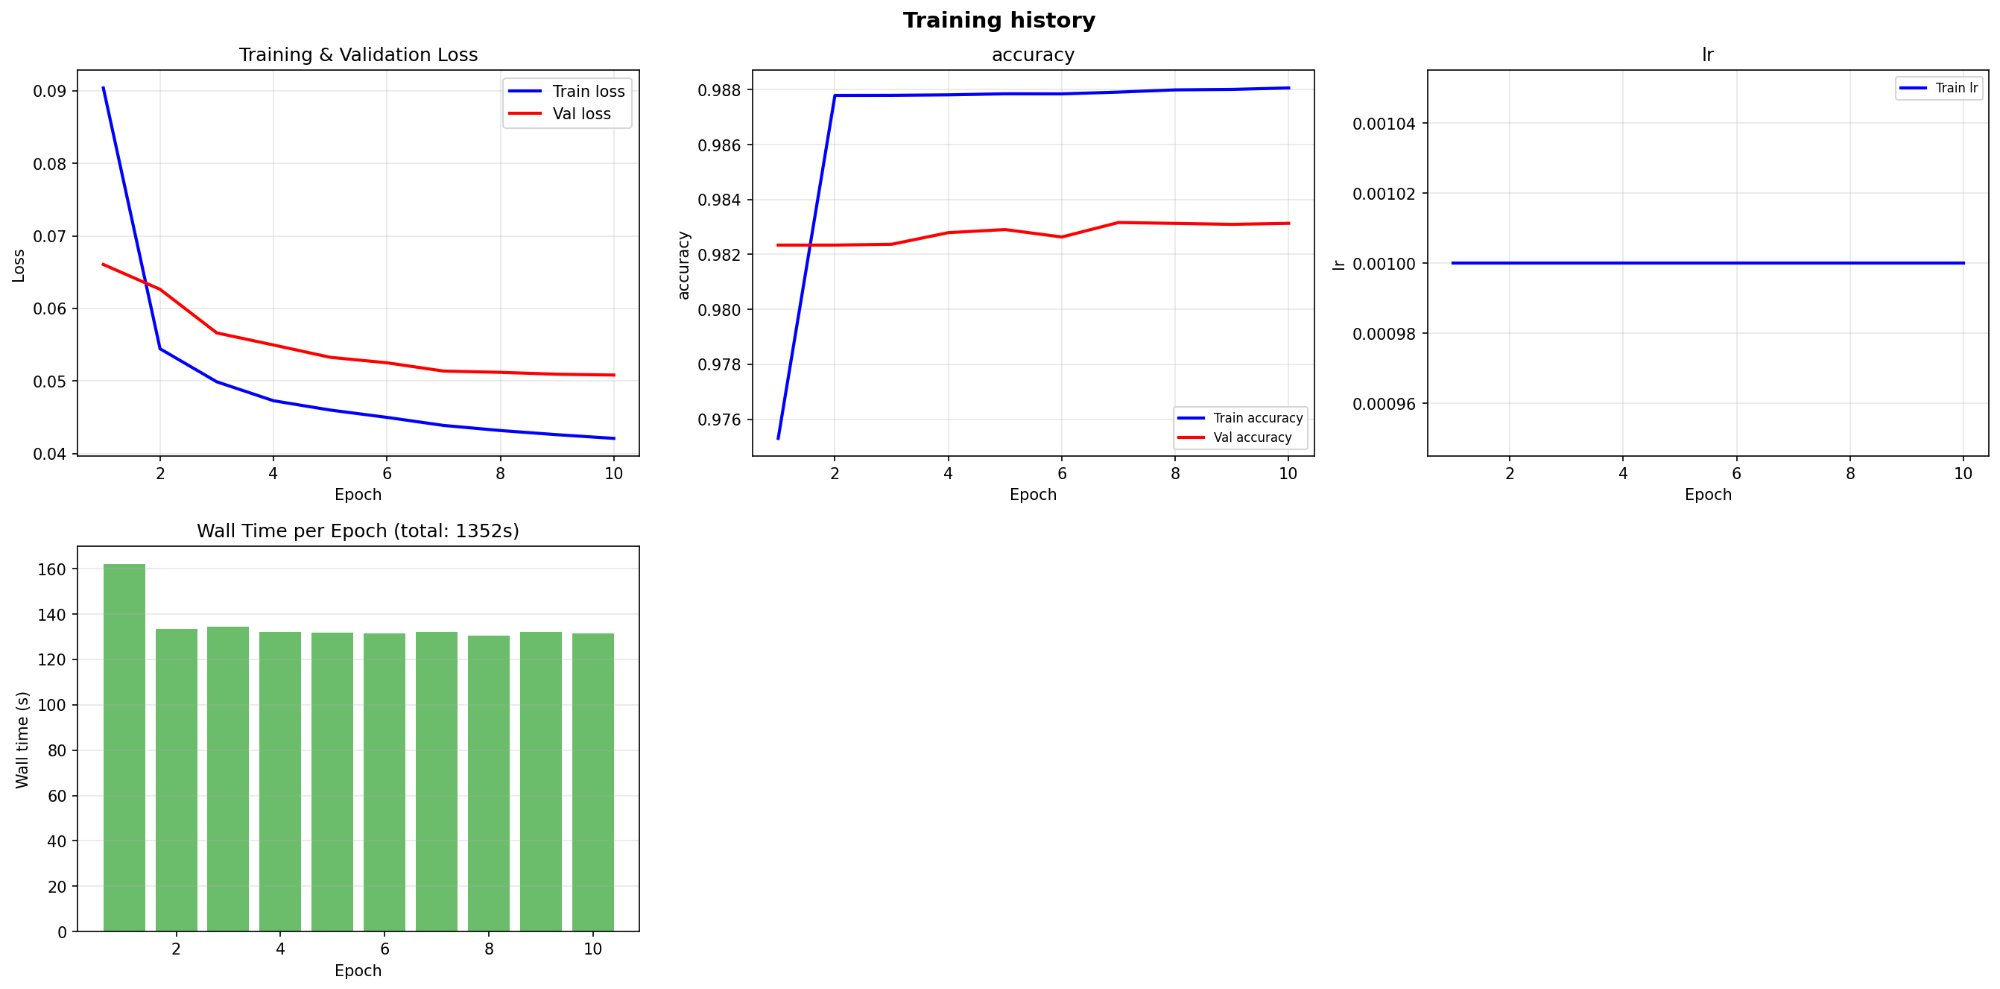 Training history
Training & Validation Loss
Loss
0.09
0.08
0.07
0.06
0.05
0.04
Train loss
Val loss
2 4 6 8 10
Epoch
accuracy
accuracy
0.988
0.986
0.984
0.982
0.980
0.978
0.976
Train accuracy
Val accuracy
2 4 6 8 10
Epoch
lr
lr
0.00104
0.00102
0.00100
0.00098
0.00096
Train lr
2 4 6 8 10
Epoch
Wall Time per Epoch (total: 1352s)
Wall time (s)
160
140
120
100
80
60
40
20
0
2 4 6 8 10
Epoch